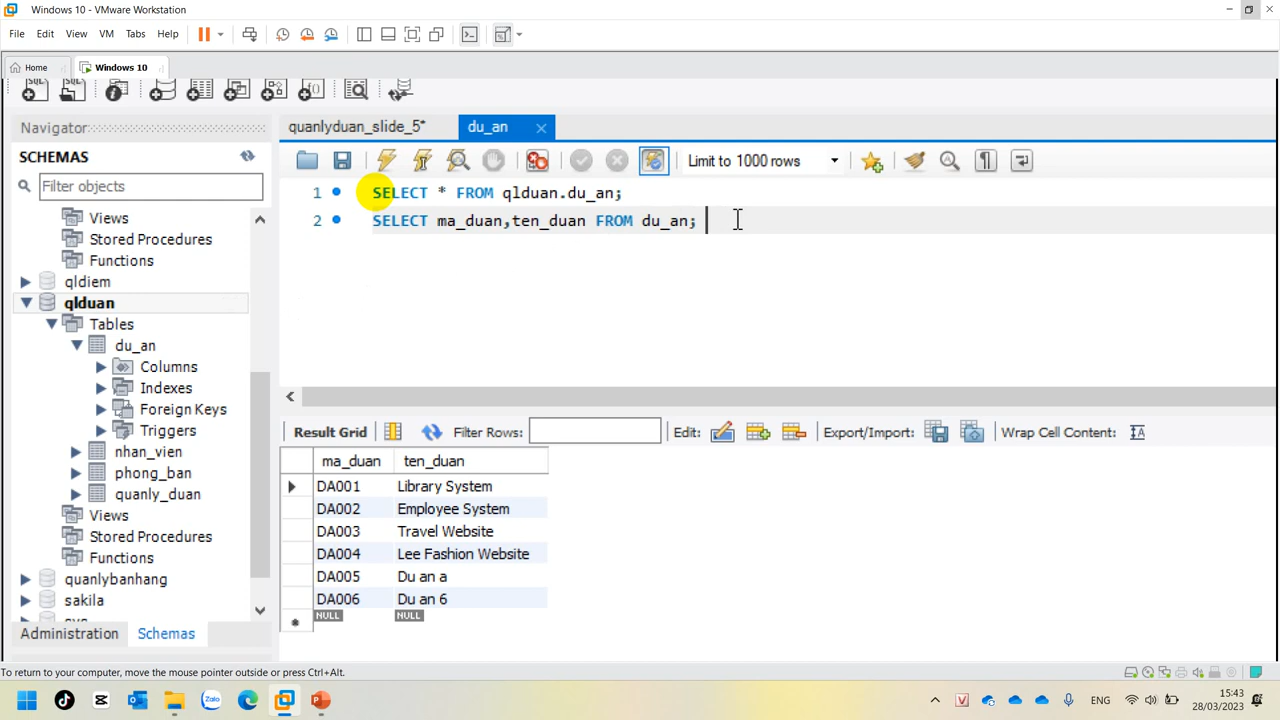 Windows 10 - VMware Workstation
File Edit View VM Tabs Help
Home Windows 10
Navigator
SCHEMAS
Filter objects
Views
Stored Procedures
Functions
qldiem
qlduan
Tables
du_an
Columns
Indexes
Foreign Keys
Triggers
nhan_vien
phong_ban
quanly_duan
Views
Stored Procedures
Functions
quanlybanhang
sakila
Administration Schemas
quanlyduan_slide_5* du_an
Limit to 1000 rows
1 SELECT * FROM qlduan.du_an;
2 SELECT ma_duan,ten_duan FROM du_an;
Result Grid Filter Rows: Edit: Export/Import: Wrap Cell Content:
ma_duan ten_duan
DA001 Library System
DA002 Employee System
DA003 Travel Website
DA004 Lee Fashion Website
DA005 Du an a
DA006 Du an 6
NULL NULL
To return to your computer, move the mouse pointer outside or press Ctrl+Alt.
Zalo
ENG
15:43
28/03/2023